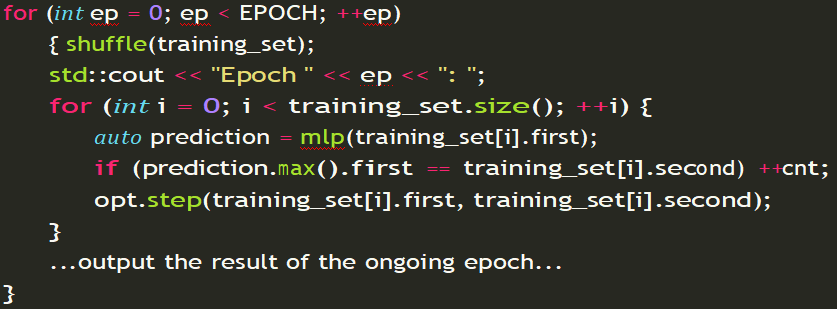 for (int ep = 0; ep < EPOCH; ++ep)
{ shuffle(training_set);
std::cout << "Epoch " << ep << ": ";
for (int i = 0; i < training_set.size(); ++i) {
auto prediction = mlp(training_set[i].first);
if (prediction.max().first == training_set[i].second) ++cnt;
opt.step(training_set[i].first, training_set[i].second);
}
...output the result of the ongoing epoch...
}